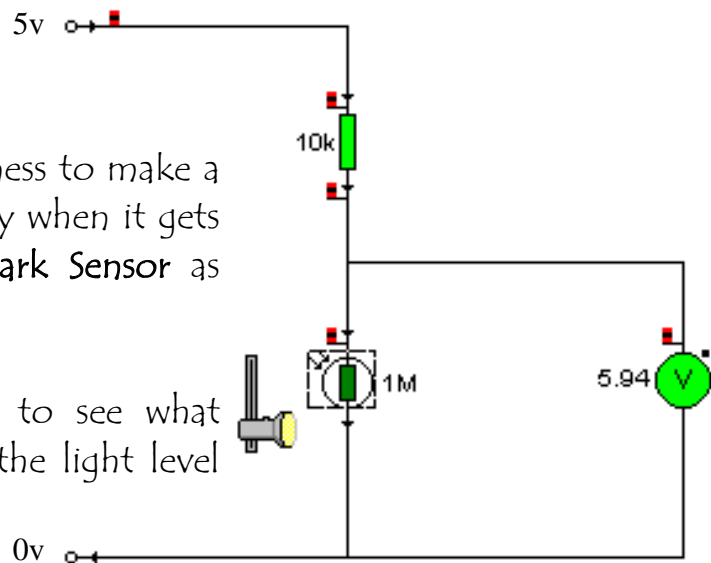 5v
10k
ness to make a
y when it gets
ark Sensor as
1M
5.94 V
to see what
the light level
0v